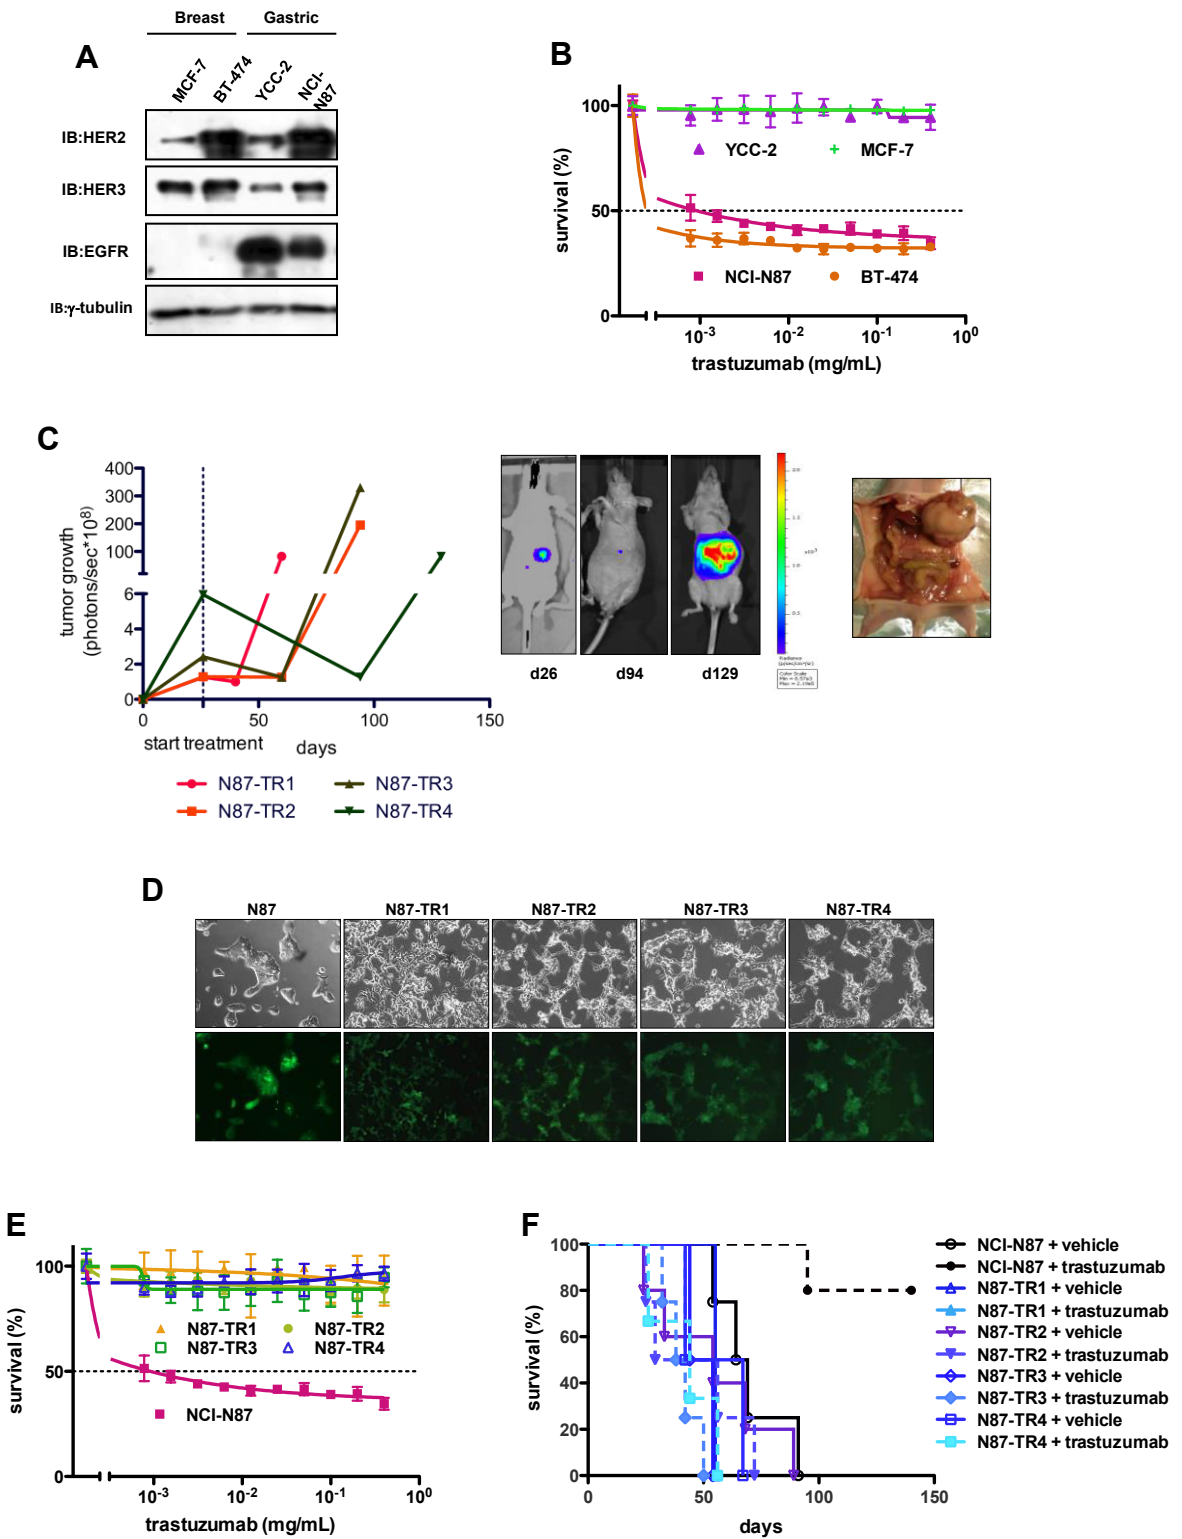 Breast Gastric
A
MCF-7 BT-474 YCC-2 NCI-N87
IB:HER2
IB:HER3
IB:EGFR
IB:γ-tubulin
B
survival (%)
100
50
0
YCC-2 MCF-7
NCI-N87 BT-474
10-3 10-2 10-1 100
trastuzumab (mg/mL)
C
tumor growth
(photons/sec*108)
400
300
200
100
6
4
2
0
0 50 100 150
start treatment days
N87-TR1 N87-TR3
N87-TR2 N87-TR4
d26 d94 d129
Radiance
Color Scale
D
N87 N87-TR1 N87-TR2 N87-TR3 N87-TR4
E
survival (%)
100
50
0
N87-TR1 N87-TR2
N87-TR3 N87-TR4
NCI-N87
10-3 10-2 10-1 100
trastuzumab (mg/mL)
F
survival (%)
100
80
60
40
20
0
0 50 100 150
days
NCI-N87 + vehicle
NCI-N87 + trastuzumab
N87-TR1 + vehicle
N87-TR1 + trastuzumab
N87-TR2 + vehicle
N87-TR2 + trastuzumab
N87-TR3 + vehicle
N87-TR3 + trastuzumab
N87-TR4 + vehicle
N87-TR4 + trastuzumab